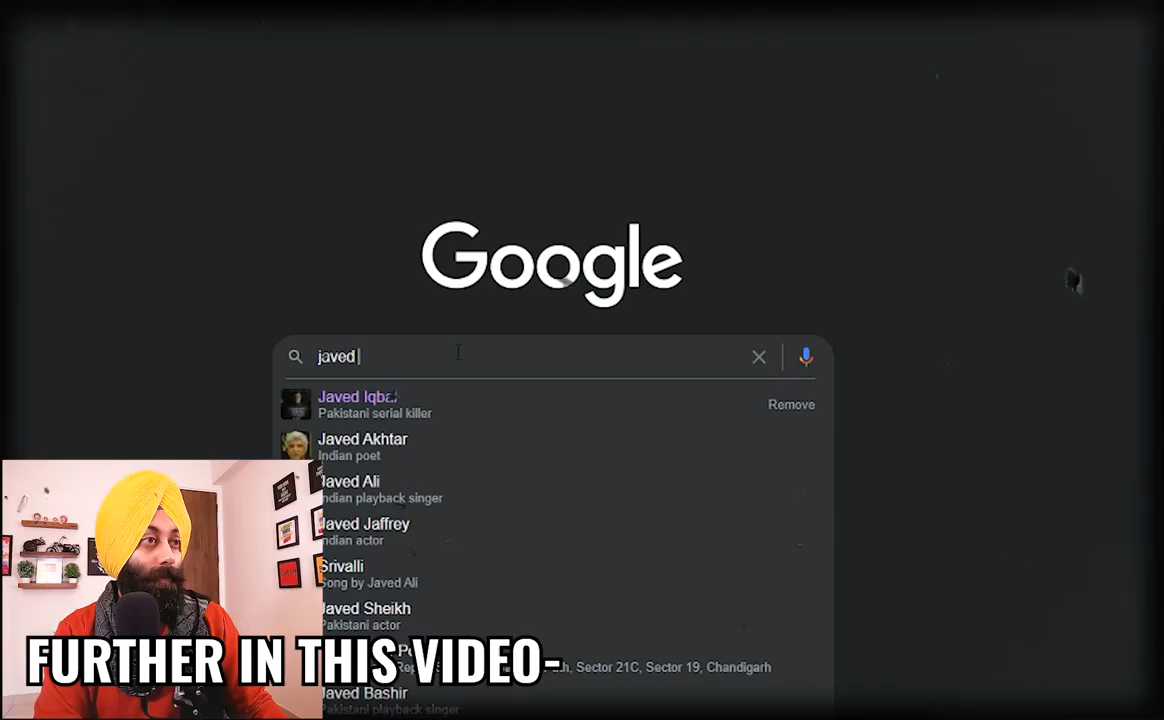 Google
javed
Javed Iqbal
Pakistani serial killer
Remove
Javed Akhtar
Indian poet
Javed Ali
Indian playback singer
Javed Jaffrey
Indian actor
Srivalli
Song by Javed Ali
Javed Sheikh
Pakistani actor
Sector 21C, Sector 19, Chandigarh
Javed Bashir
Pakistani playback singer
FURTHER IN THIS VIDEO-